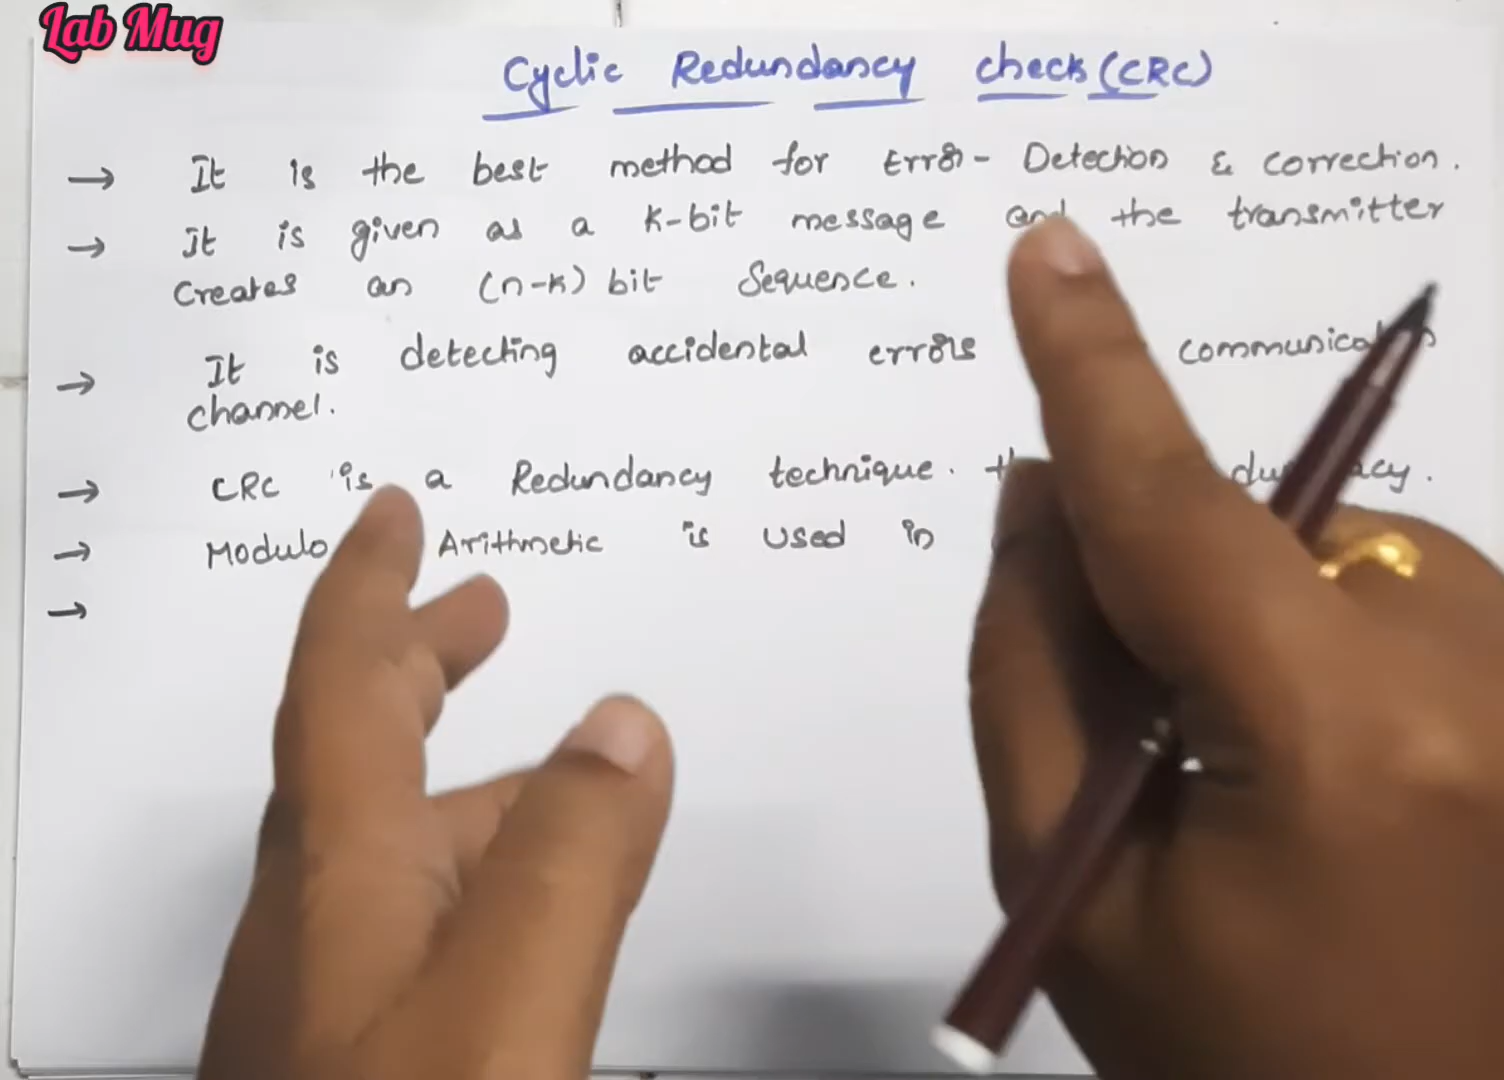 Lab Mug
Cyclic Redundancy check (CRC)
→ It is the best method for Error- Detection & correction.
→ It is given as a K-bit message and the transmitter
creates an (n-k) bit Sequence.
→ It is detecting accidental errors communication
channel.
→ CRC is a Redundancy technique.
→ Modulo Arithmetic is used in
→